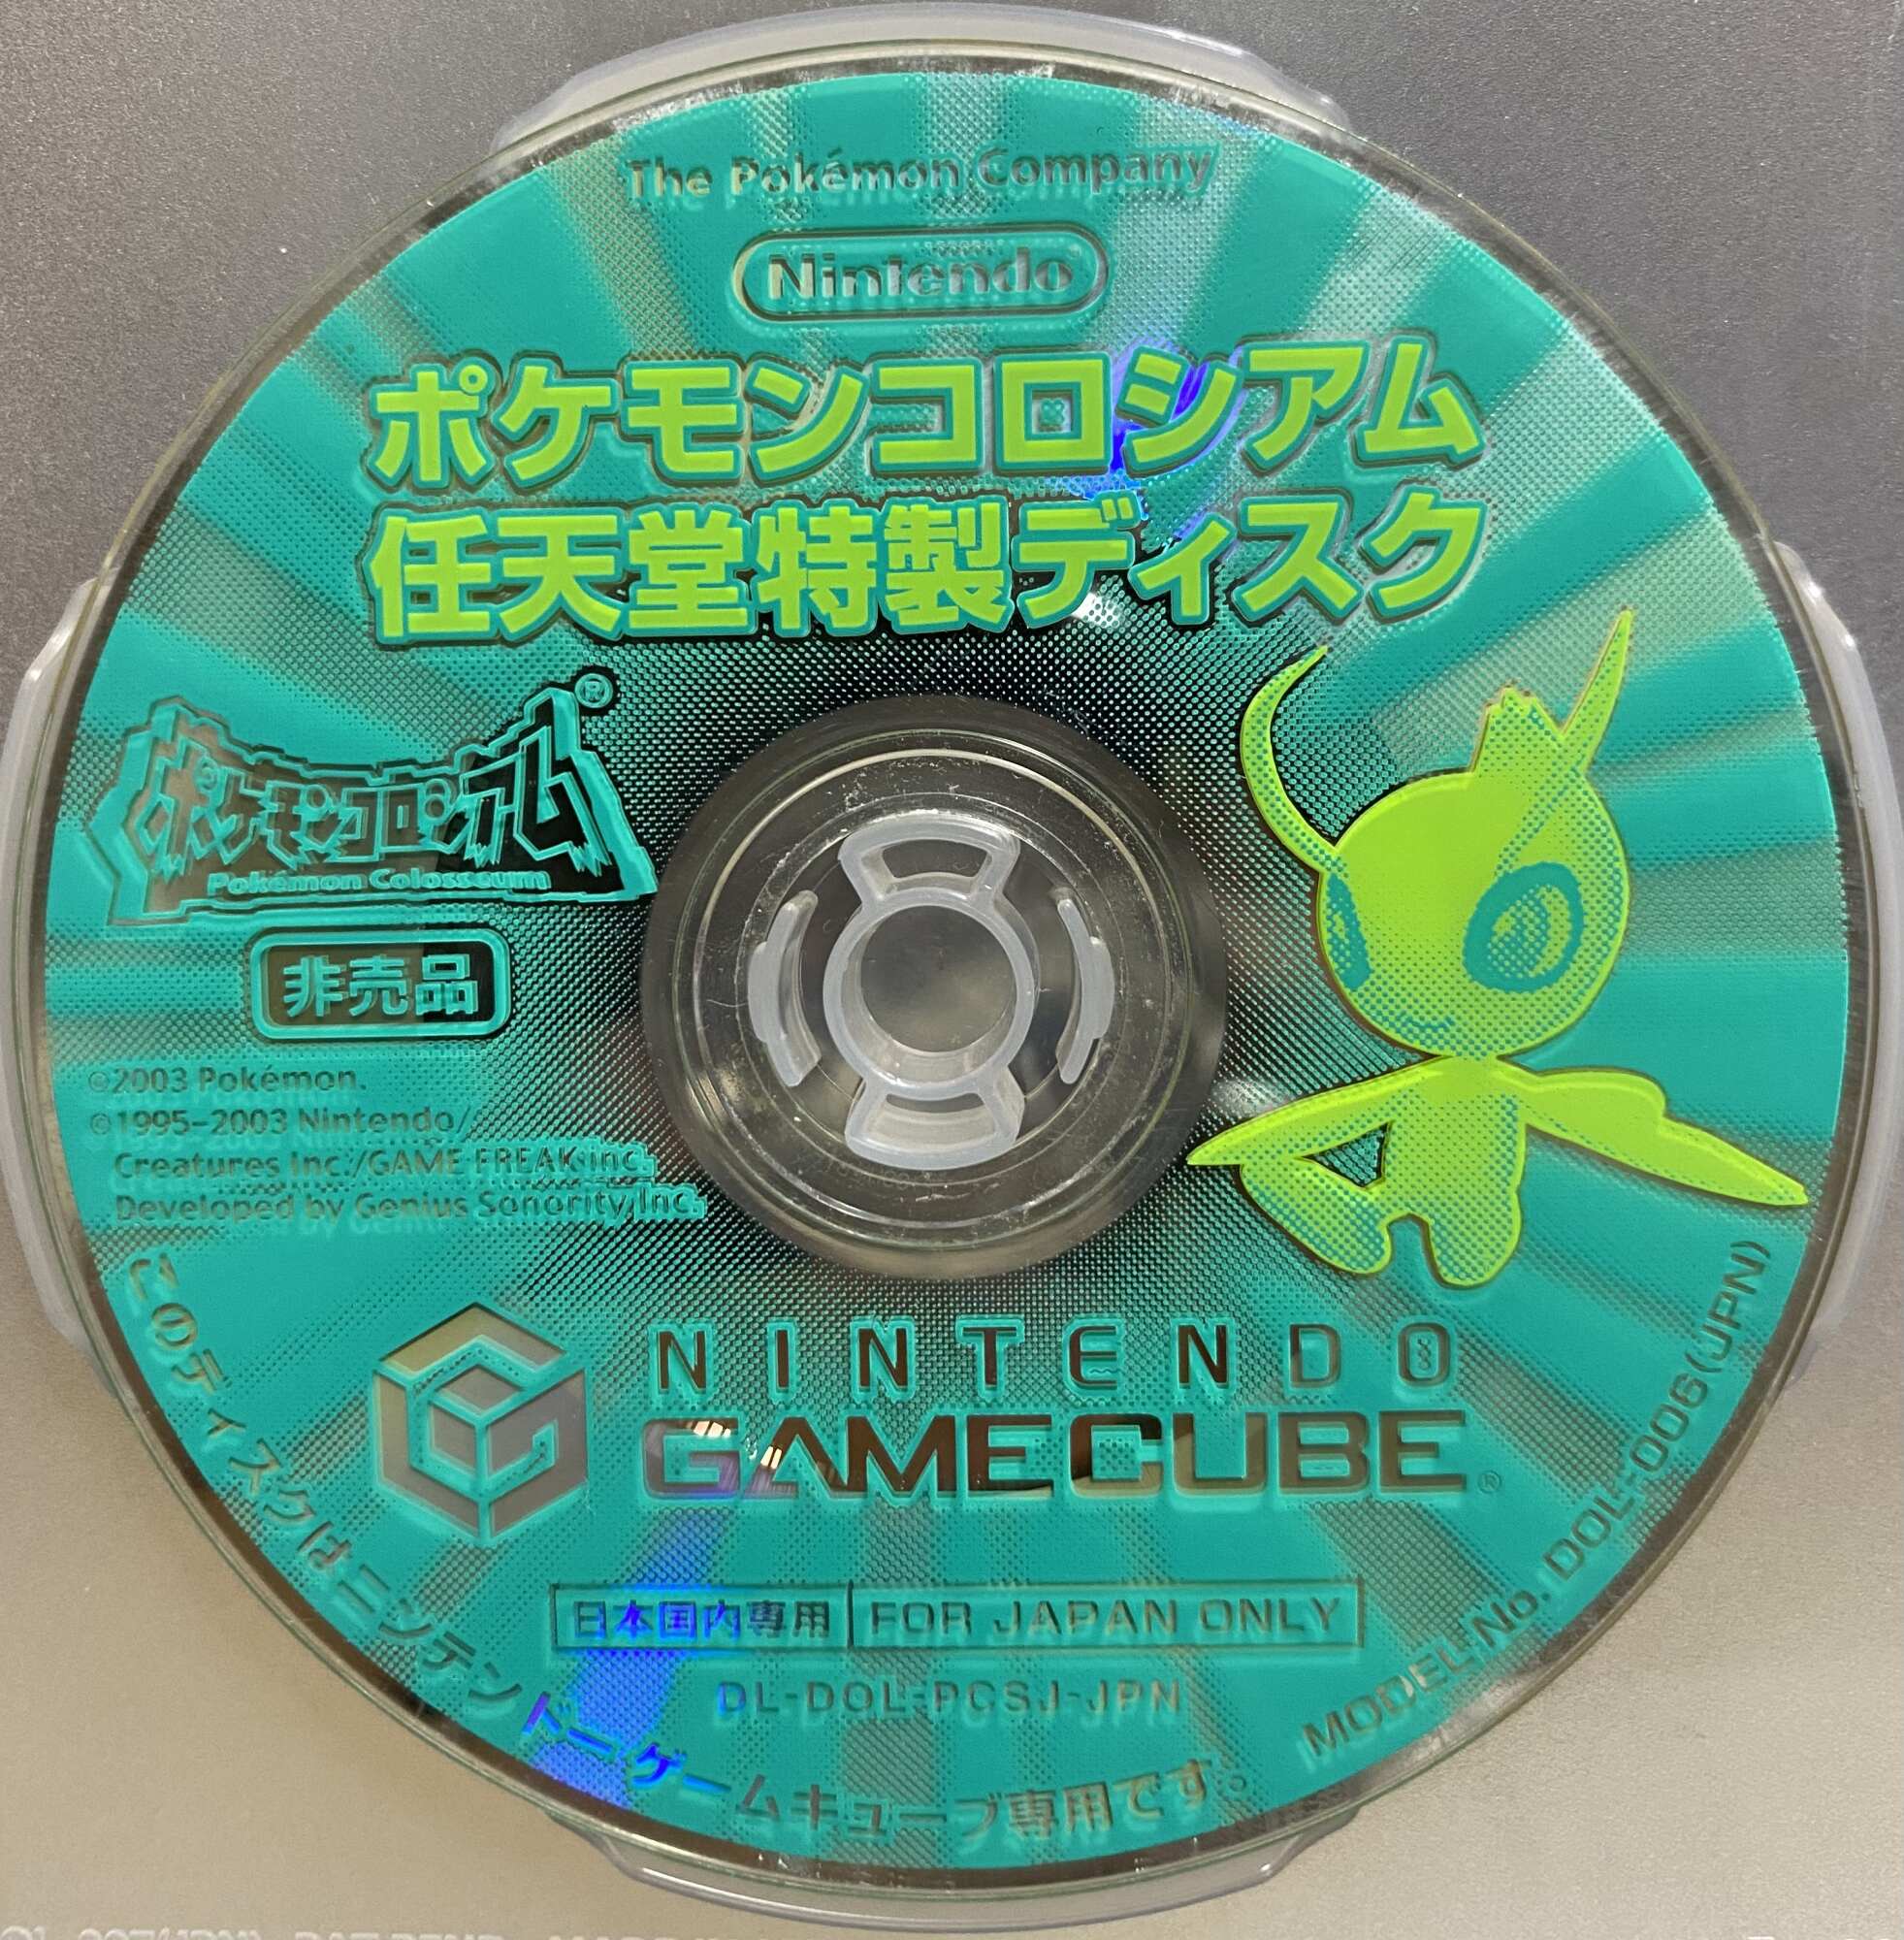 The Pokémon Company
Nintendo®
ポケモンコロシアム
任天堂特製ディスク
ポケモンコロシアム®
Pokémon Colosseum
非売品
©2003 Pokémon.
©1995-2003 Nintendo/
Creatures Inc./GAME FREAK inc.
Developed by Genius Sonority Inc.
NINTENDO
GAMECUBE®
日本国内専用 FOR JAPAN ONLY
DL-DOL-PCSJ-JPN
このディスクはニンテンドーゲームキューブ専用です。
MODEL No. DOL-006(JPN)